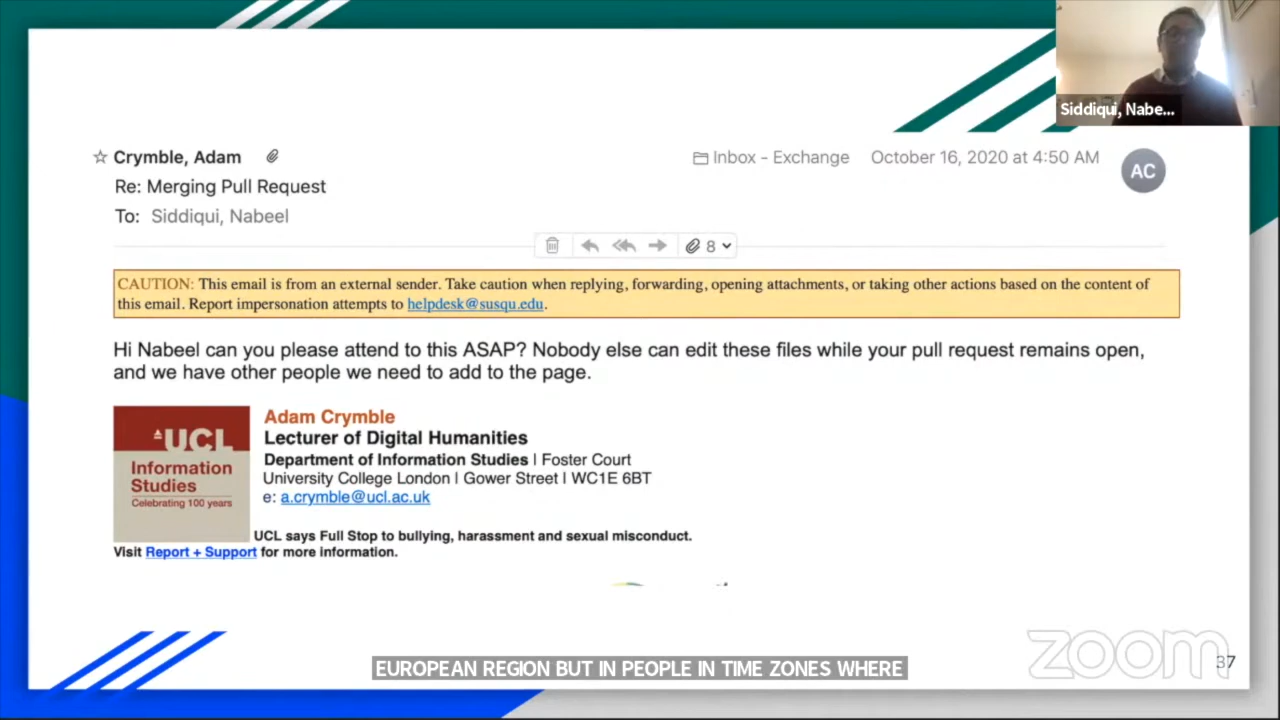 Siddiqui, Nabe...
Crymble, Adam
Inbox - Exchange October 16, 2020 at 4:50 AM
AC
Re: Merging Pull Request
To: Siddiqui, Nabeel
8
CAUTION: This email is from an external sender. Take caution when replying, forwarding, opening attachments, or taking other actions based on the content of
this email. Report impersonation attempts to helpdesk@susqu.edu.
Hi Nabeel can you please attend to this ASAP? Nobody else can edit these files while your pull request remains open,
and we have other people we need to add to the page.
UCL
Information
Studies
Celebrating 100 years
Adam Crymble
Lecturer of Digital Humanities
Department of Information Studies | Foster Court
University College London | Gower Street | WC1E 6BT
e: a.crymble@ucl.ac.uk
UCL says Full Stop to bullying, harassment and sexual misconduct.
Visit Report + Support for more information.
EUROPEAN REGION BUT IN PEOPLE IN TIME ZONES WHERE
zoom
37